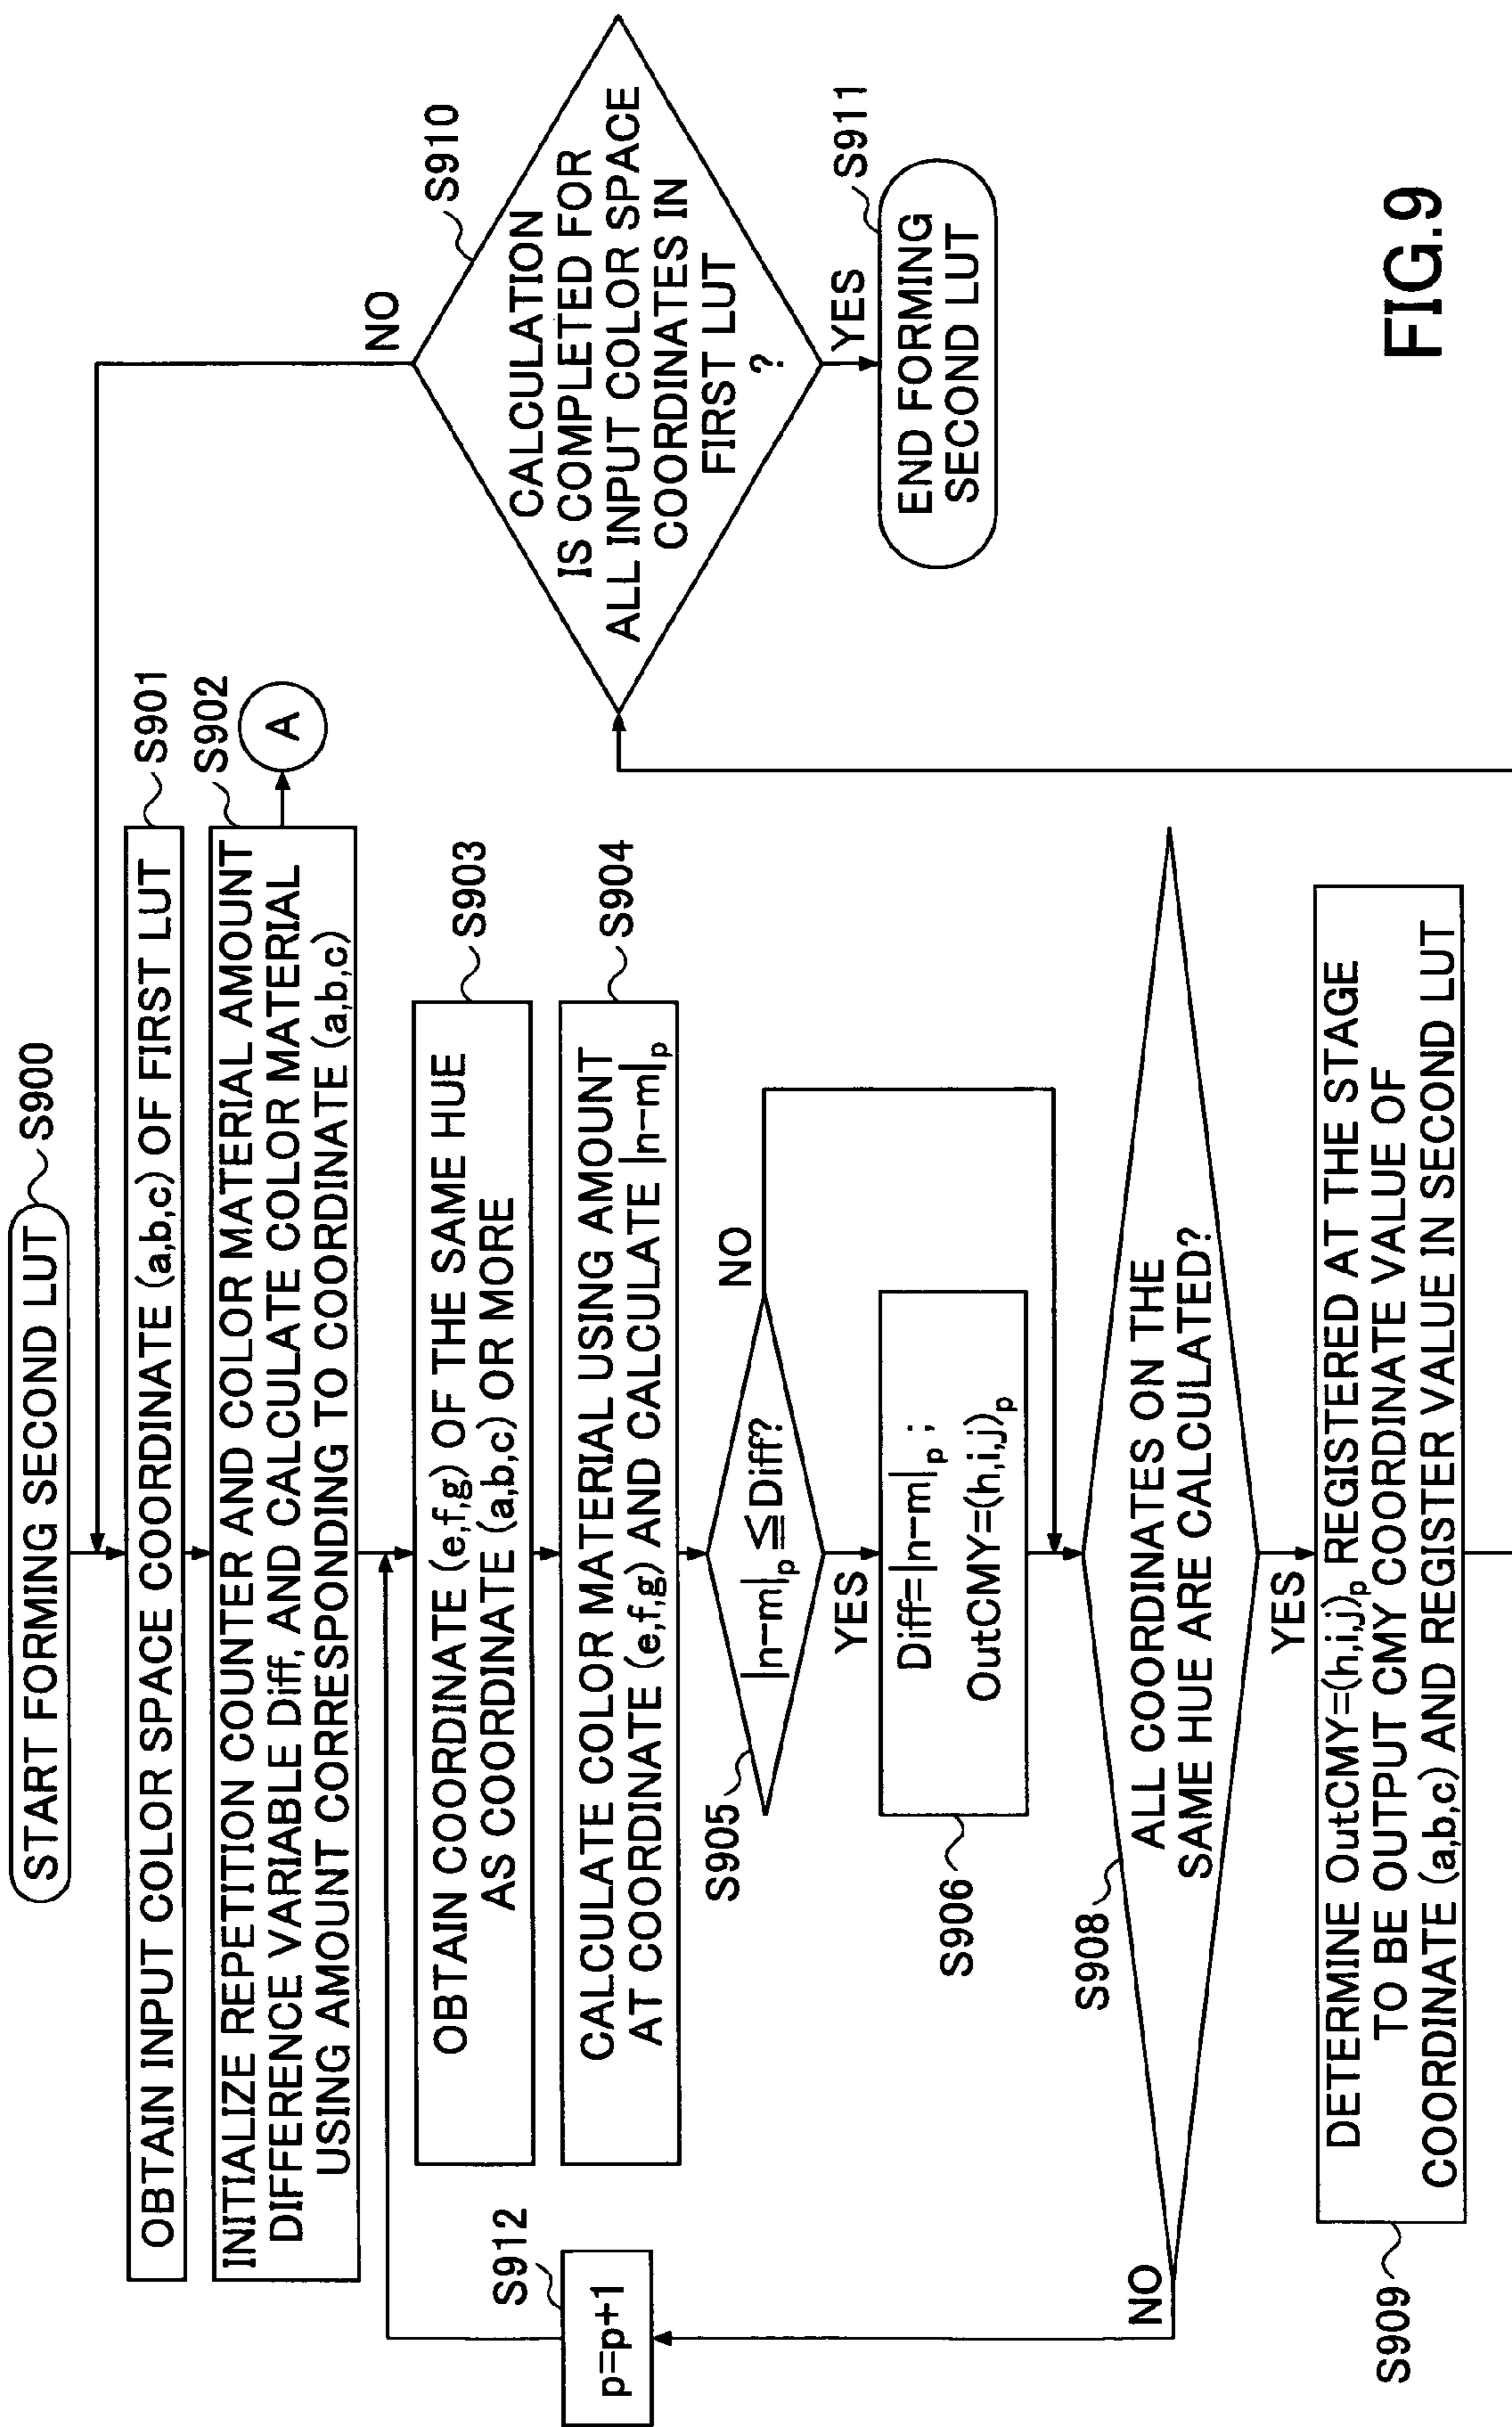 START FORMING SECOND LUT
S900
OBTAIN INPUT COLOR SPACE COORDINATE (a,b,c) OF FIRST LUT
S901
INITIALIZE REPETITION COUNTER AND COLOR MATERIAL AMOUNT
DIFFERENCE VARIABLE Diff, AND CALCULATE COLOR MATERIAL
USING AMOUNT CORRESPONDING TO COORDINATE (a,b,c)
S902
A
OBTAIN COORDINATE (e,f,g) OF THE SAME HUE
AS COORDINATE (a,b,c) OR MORE
S903
CALCULATE COLOR MATERIAL USING AMOUNT
AT COORDINATE (e,f,g) AND CALCULATE |n-m|p
S904
S905
|n-m|p ≦Diff?
NO
YES
Diff=|n-m|p ;
OutCMY=(h,i,j)p
S906
S908
ALL COORDINATES ON THE
SAME HUE ARE CALCULATED?
NO
YES
S912
p=p+1
DETERMINE OutCMY=(h,i,j)p REGISTERED AT THE STAGE
TO BE OUTPUT CMY COORDINATE VALUE OF
COORDINATE (a,b,c) AND REGISTER VALUE IN SECOND LUT
S909
NO
S910
CALCULATION
IS COMPLETED FOR
ALL INPUT COLOR SPACE
COORDINATES IN
FIRST LUT
?
YES
S911
END FORMING
SECOND LUT
FIG.9